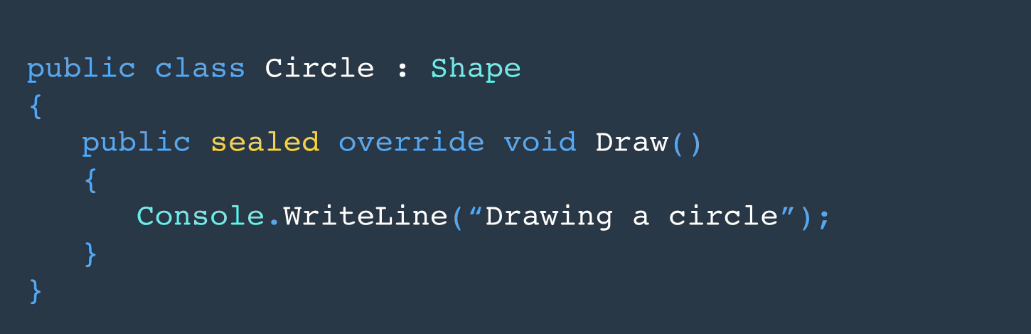 public class Circle : Shape
{
   public sealed override void Draw()
   {
      Console.WriteLine(“Drawing a circle”);
   }
}